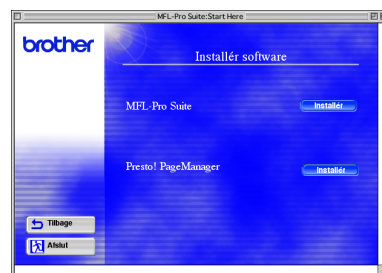 MFL-Pro Suite:Start Here
brother
Installér software
MFL-Pro Suite
Installér
Presto! PageManager
Installér
Tilbage
Afslut